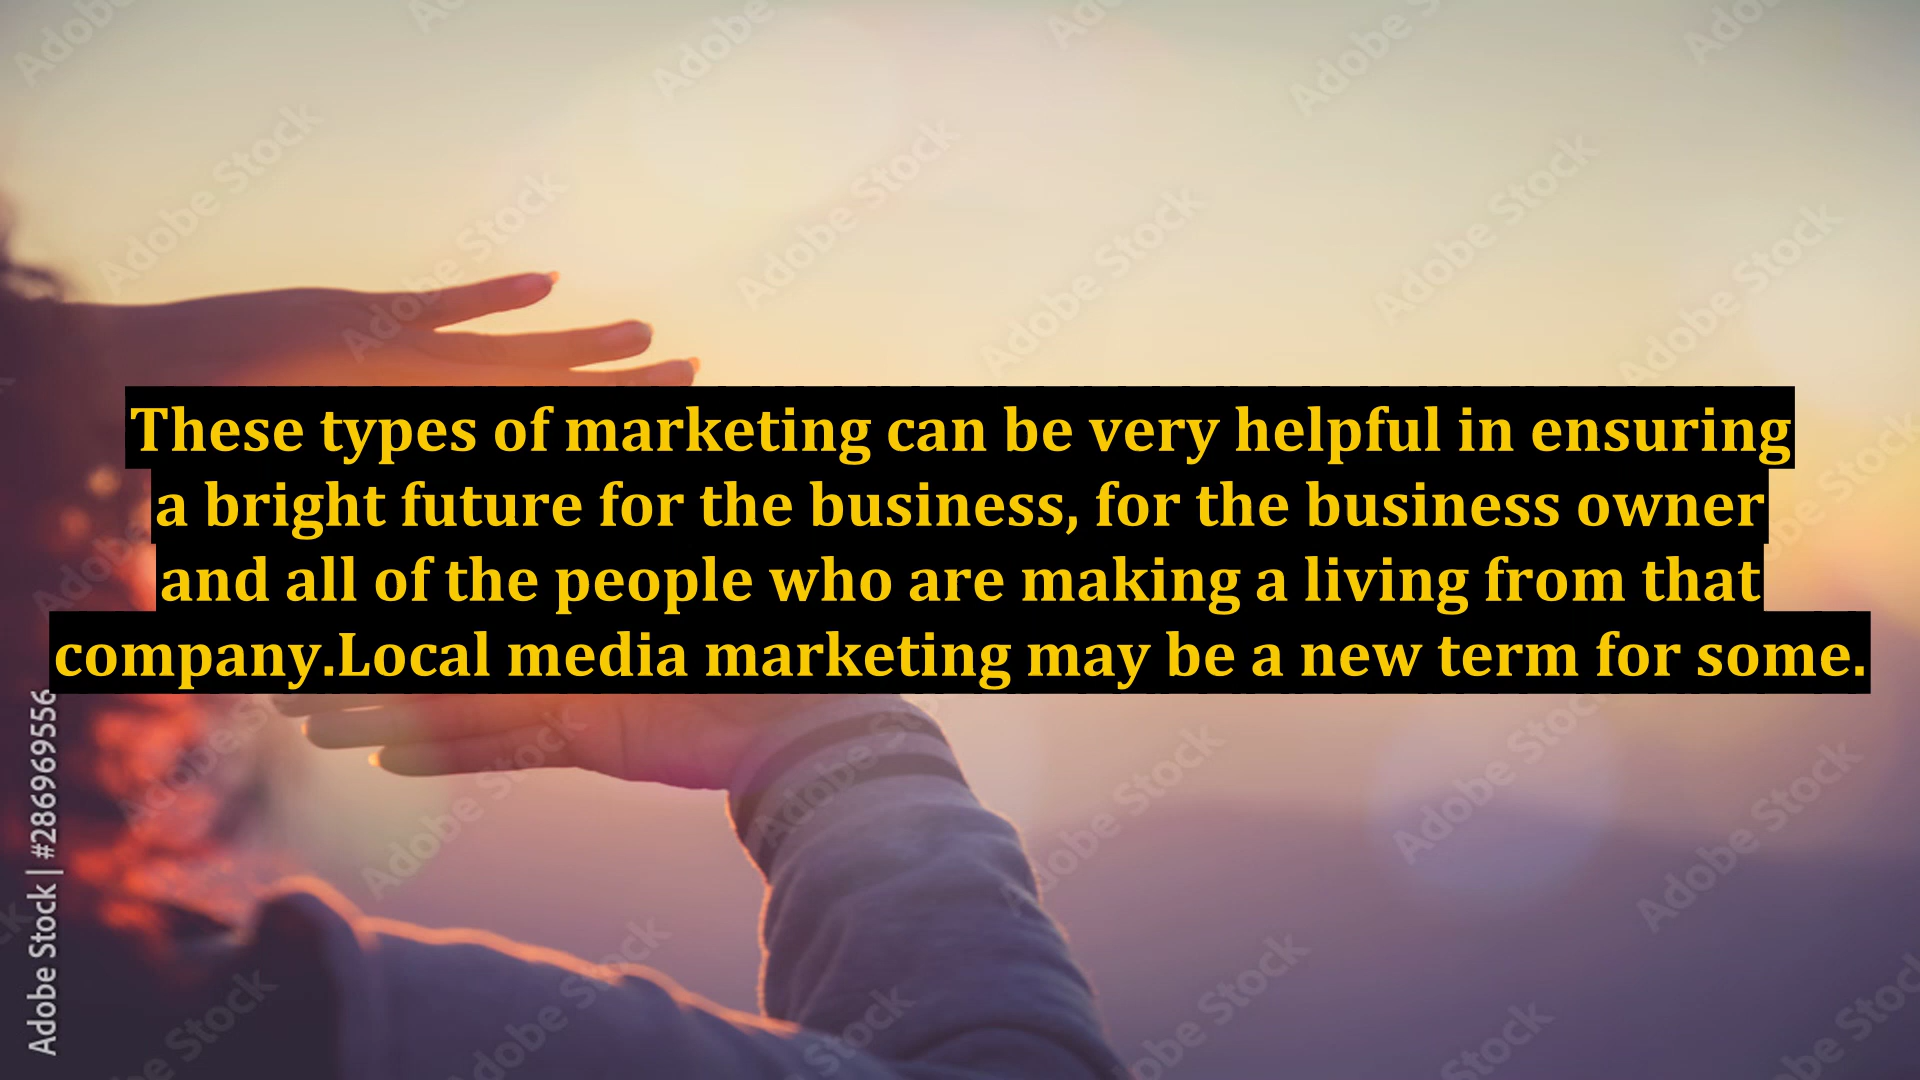 These types of marketing can be very helpful in ensuring
a bright future for the business, for the business owner
and all of the people who are making a living from that
company.Local media marketing may be a new term for some.
Adobe Stock | #286969556